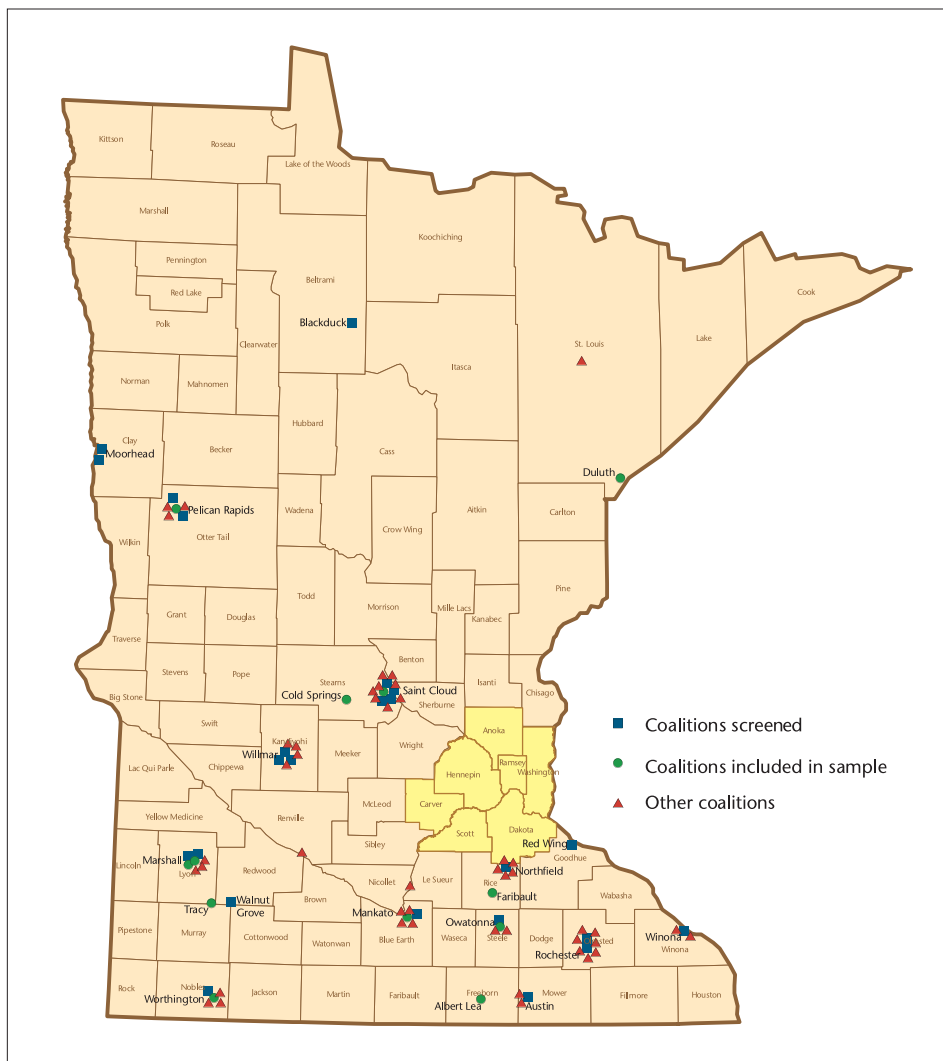 Kittson
Roseau
Lake of the Woods
Marshall
Koochiching
Pennington
Beltrami
Red Lake
Cook
Polk
Blackduck
St. Louis
Lake
Clearwater
Itasca
Norman
Mahnomen
Hubbard
Clay
Becker
Cass
Moorhead
Duluth
Pelican Rapids
Wadena
Aitkin
Carlton
Crow Wing
Otter Tail
Wilkin
Pine
Todd
Morrison
Mille Lacs
Grant
Douglas
Kanabec
Traverse
Benton
Stevens
Pope
Stearns
Isanti
Chisago
Big Stone
Cold Springs
Saint Cloud
Sherburne
Swift
Anoka
Coalitions screened
Kandiyohi
Willmar
Meeker
Wright
Ramsey
Lac Qui Parle
Chippewa
Hennepin
Washington
Coalitions included in sample
McLeod
Carver
Other coalitions
Yellow Medicine
Renville
Scott
Dakota
Sibley
Red Wing
Goodhue
Marshall
Lincoln
Lyon
Redwood
Nicollet
Le Sueur
Rice
Northfield
Wabasha
Brown
Faribault
Tracy
Walnut
Grove
Mankato
Owatonna
Pipestone
Murray
Cottonwood
Watonwan
Blue Earth
Waseca
Steele
Dodge
Olmsted
Winona
Winona
Rochester
Rock
Nobles
Worthington
Jackson
Martin
Faribault
Freeborn
Albert Lea
Mower
Austin
Fillmore
Houston